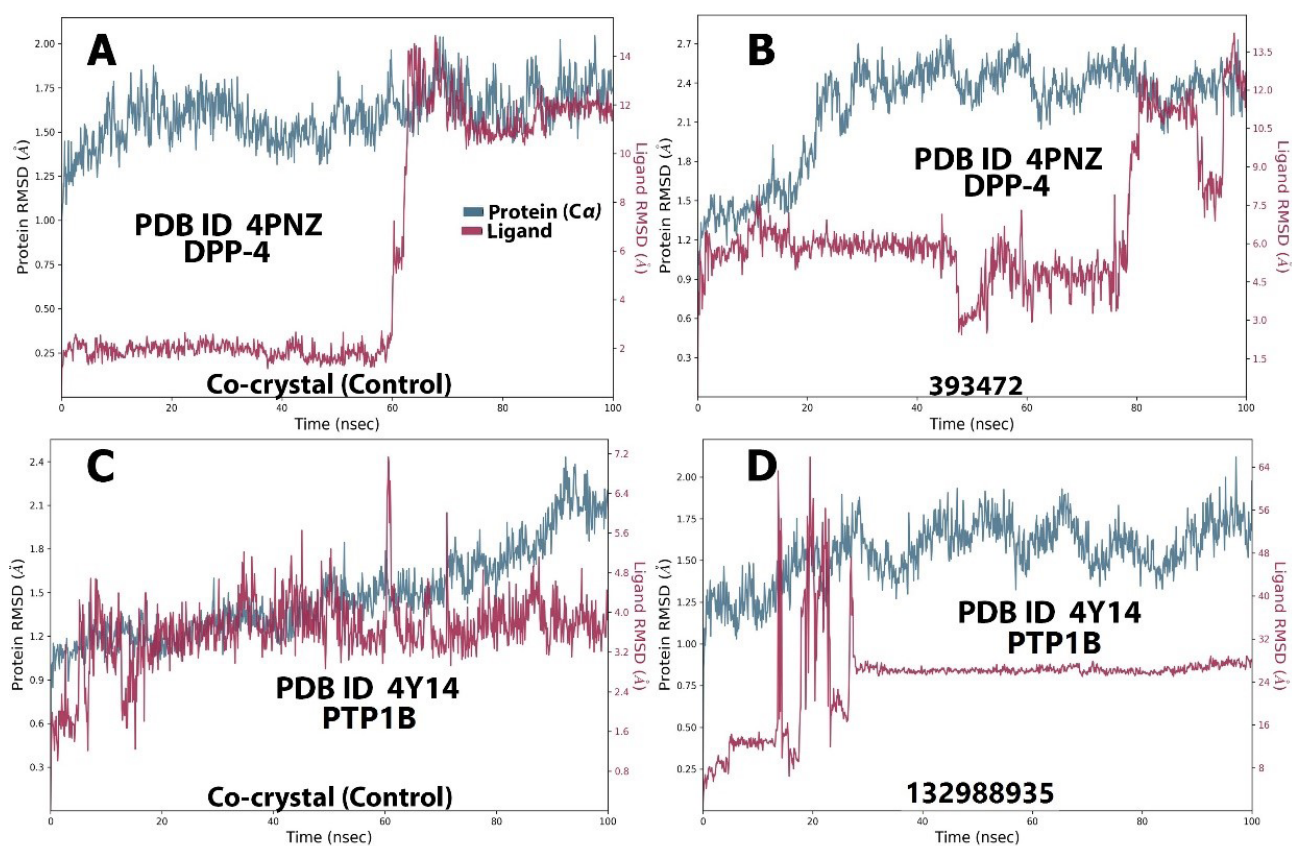 A
2.00
1.75
1.50
1.25
1.00
0.75
0.50
0.25
Protein RMSD (Å)
14
12
10
8
6
4
2
Ligand RMSD (Å)
PDB ID 4PNZ
DPP-4
Protein (Cα)
Ligand
Co-crystal (Control)
0 20 40 60 80 100
Time (nsec)
B
2.7
2.4
2.1
1.8
1.5
1.2
0.9
0.6
0.3
Protein RMSD (Å)
13.5
12.0
10.5
9.0
7.5
6.0
4.5
3.0
1.5
Ligand RMSD (Å)
PDB ID 4PNZ
DPP-4
393472
0 20 40 60 80 100
Time (nsec)
C
2.4
2.1
1.8
1.5
1.2
0.9
0.6
0.3
Protein RMSD (Å)
7.2
6.4
5.6
4.8
4.0
3.2
2.4
1.6
0.8
Ligand RMSD (Å)
PDB ID 4Y14
PTP1B
Co-crystal (Control)
0 20 40 60 80 100
Time (nsec)
D
2.00
1.75
1.50
1.25
1.00
0.75
0.50
0.25
Protein RMSD (Å)
64
56
48
40
32
24
16
8
Ligand RMSD (Å)
PDB ID 4Y14
PTP1B
132988935
0 20 40 60 80 100
Time (nsec)